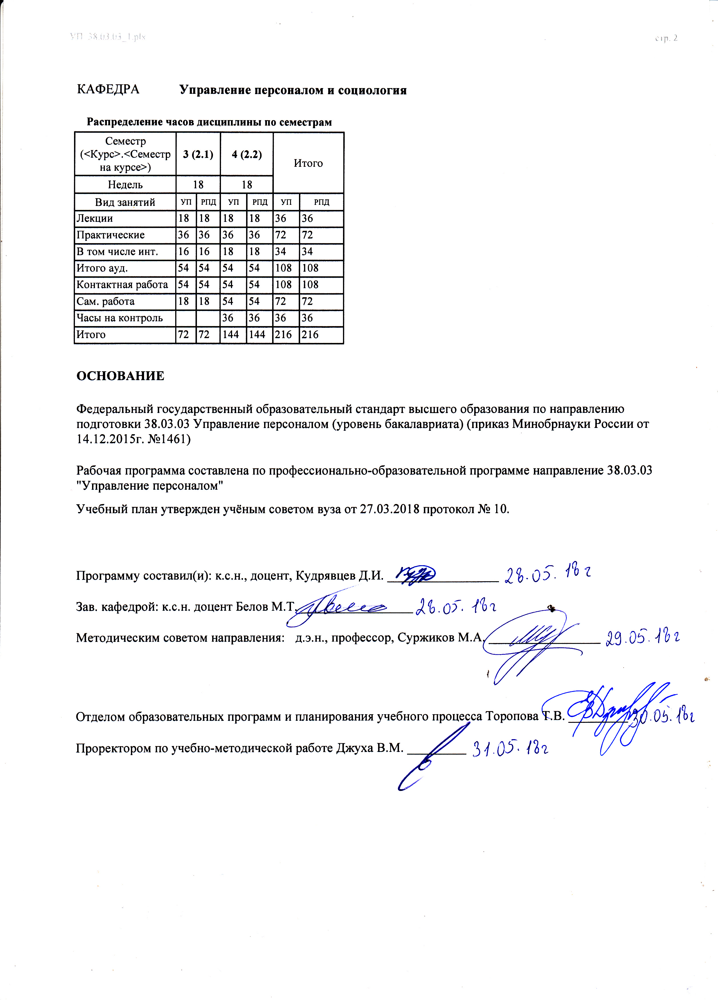 УП 38.03.03_1.plx стр. 2
КАФЕДРА Управление персоналом и социология
Распределение часов дисциплины по семестрам
Семестр
(<Курс>.<Семестр
на курсе>) 3 (2.1) 4 (2.2) Итого
Недель 18 18
Вид занятий УП РПД УП РПД УП РПД
Лекции 18 18 18 18 36 36
Практические 36 36 36 36 72 72
В том числе инт. 16 16 18 18 34 34
Итого ауд. 54 54 54 54 108 108
Контактная работа 54 54 54 54 108 108
Сам. работа 18 18 54 54 72 72
Часы на контроль 36 36 36 36
Итого 72 72 144 144 216 216
ОСНОВАНИЕ
Федеральный государственный образовательный стандарт высшего образования по направлению
подготовки 38.03.03 Управление персоналом (уровень бакалавриата) (приказ Минобрнауки России от
14.12.2015г. №1461)
Рабочая программа составлена по профессионально-образовательной программе направление 38.03.03
"Управление персоналом"
Учебный план утвержден учёным советом вуза от 27.03.2018 протокол № 10.
Программу составил(и): к.с.н., доцент, Кудрявцев Д.И. 28.05.18г
Зав. кафедрой: к.с.н. доцент Белов М.Т. 28.05.18г
Методическим советом направления: д.э.н., профессор, Суржиков М.А. 29.05.18г
Отделом образовательных программ и планирования учебного процесса Торопова Т.В. 30.05.18г
Проректором по учебно-методической работе Джуха В.М. 31.05.18г